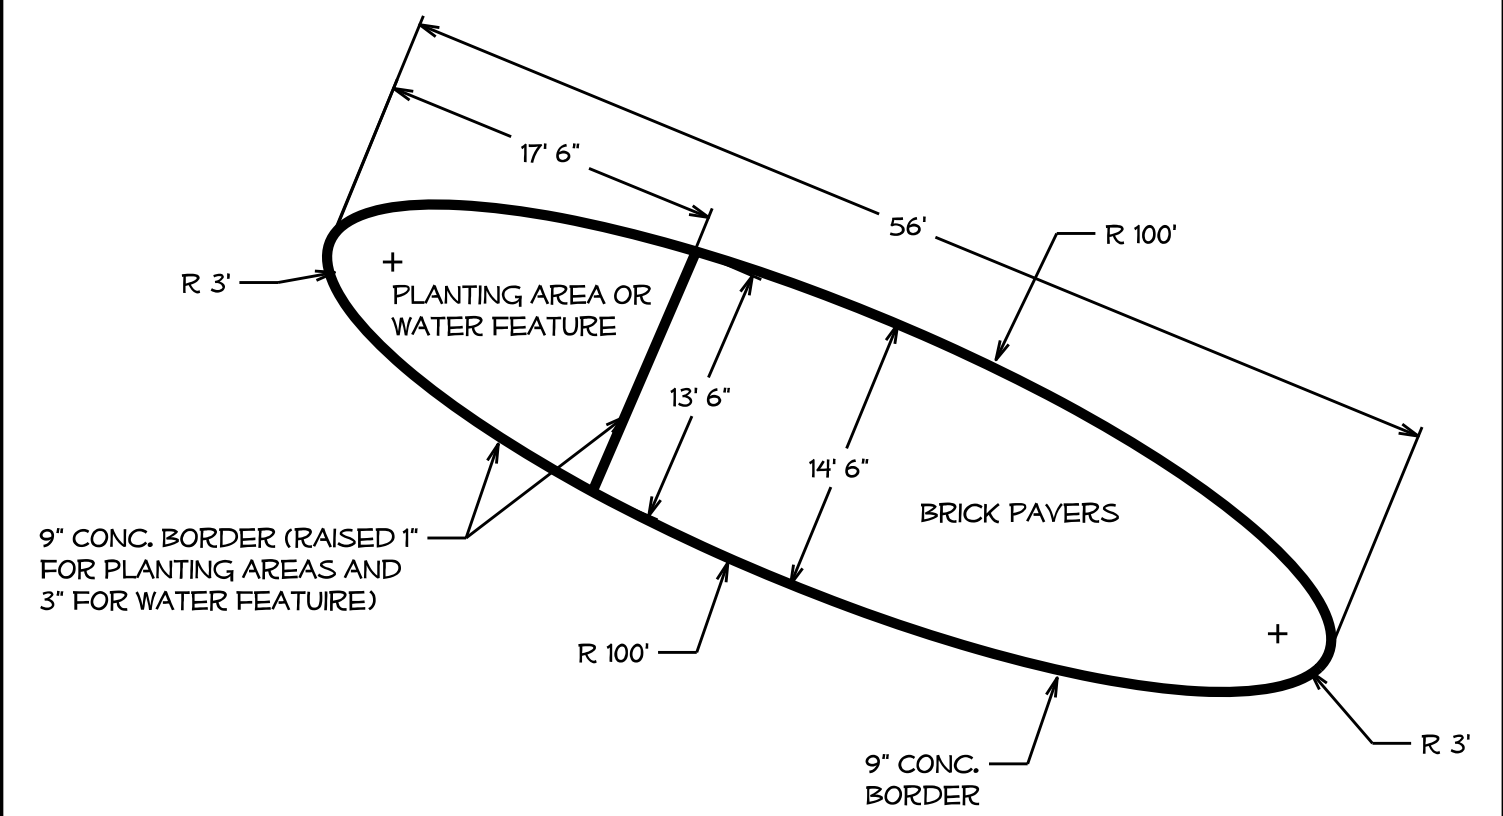 17' 6"
56'
R 100'
R 3'
PLANTING AREA OR
WATER FEATURE
13' 6"
14' 6"
BRICK PAVERS
9" CONC. BORDER (RAISED 1"
FOR PLANTING AREAS AND
3" FOR WATER FEATUIRE)
R 100'
R 3'
9" CONC.
BORDER